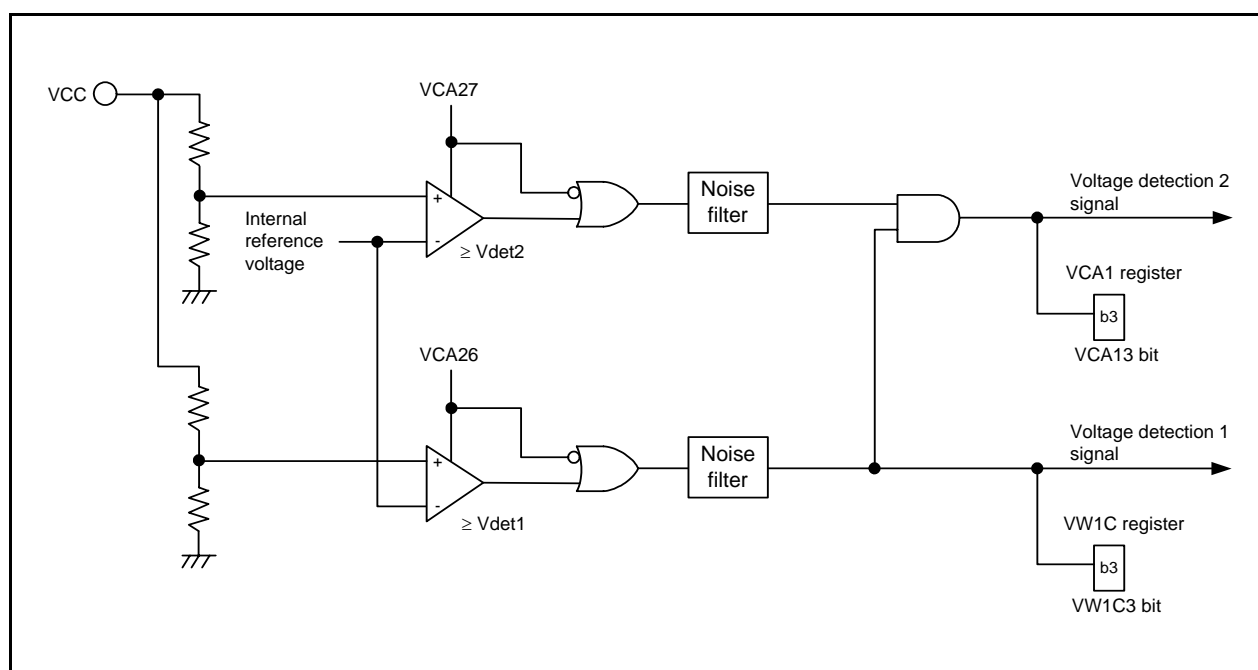 VCC
VCA27
+
-
Internal
reference
voltage
≥ Vdet2
Noise
filter
Voltage detection 2
signal
VCA1 register
b3
VCA13 bit
VCA26
+
-
≥ Vdet1
Noise
filter
Voltage detection 1
signal
VW1C register
b3
VW1C3 bit